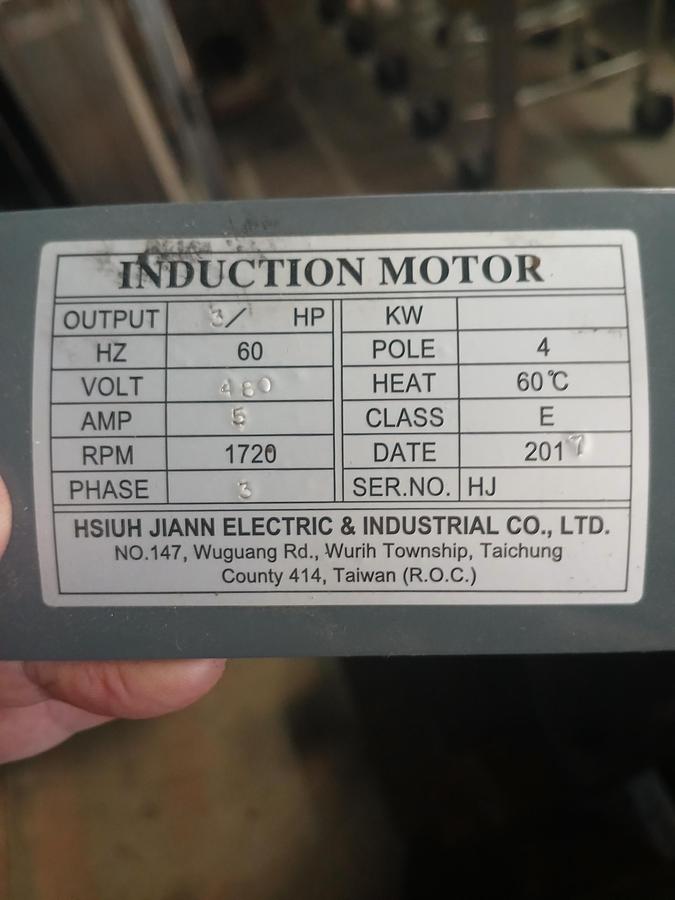 INDUCTION MOTOR
OUTPUT 3/ HP KW
HZ 60 POLE 4
VOLT 480 HEAT 60℃
AMP 5 CLASS E
RPM 1720 DATE 2017
PHASE 3 SER.NO. HJ
HSIUH JIANN ELECTRIC & INDUSTRIAL CO., LTD.
NO.147, Wuguang Rd., Wurih Township, Taichung
County 414, Taiwan (R.O.C.)